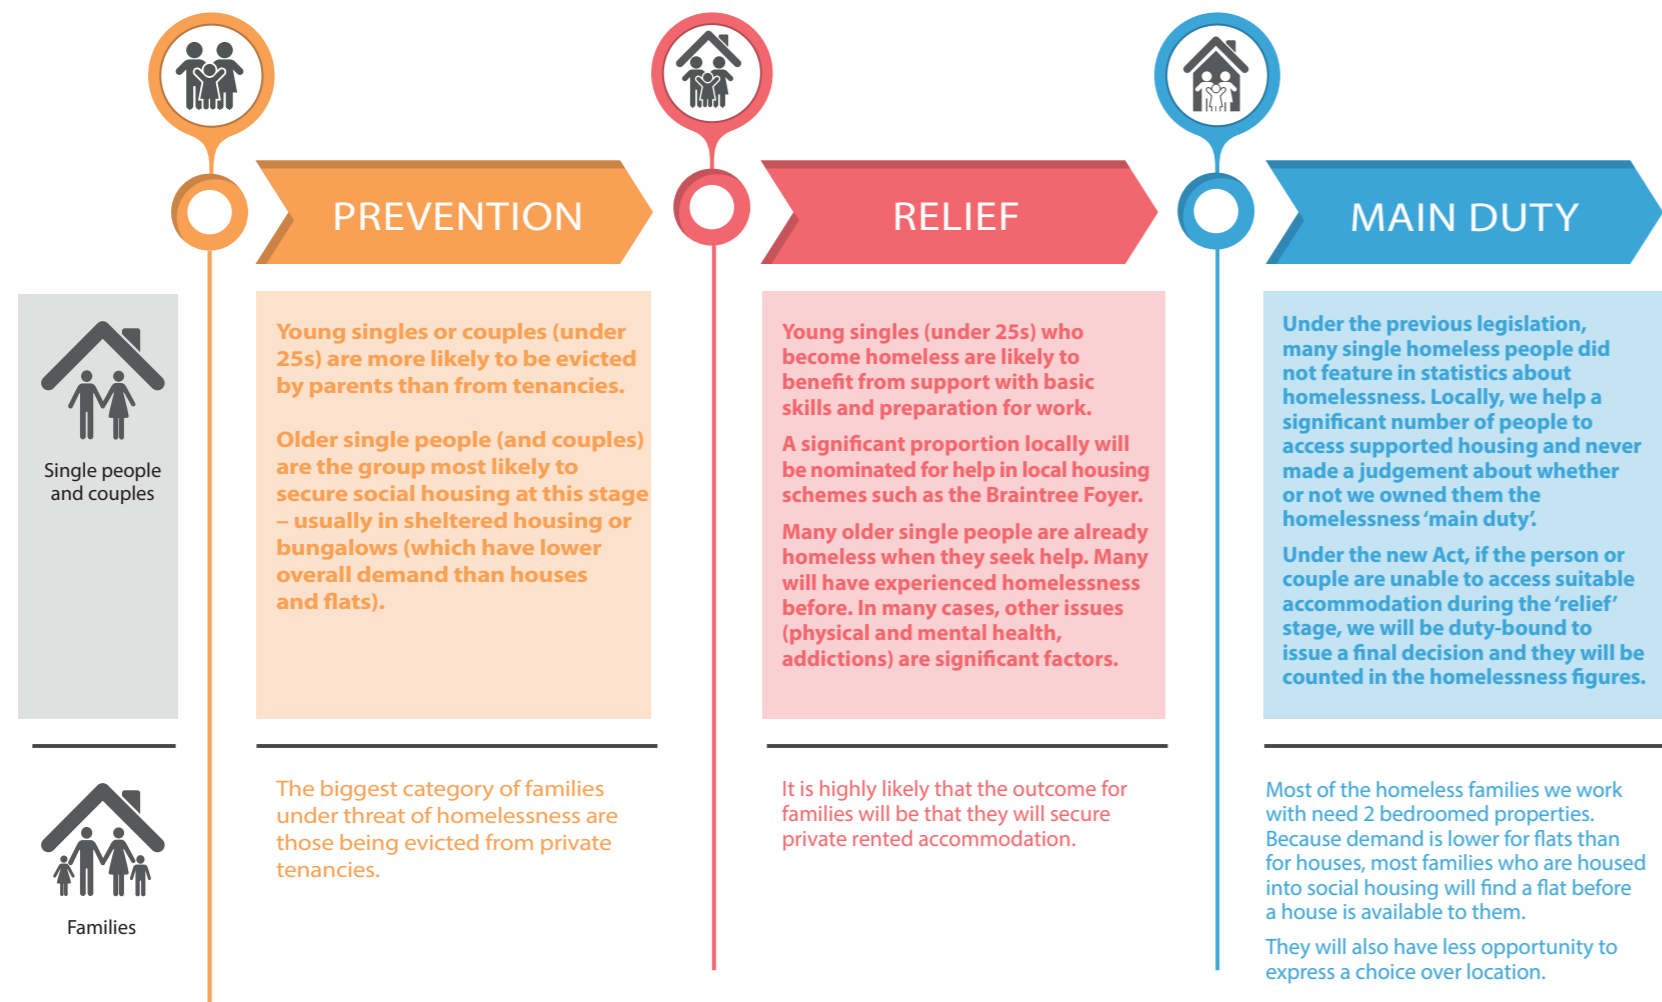 PREVENTION
RELIEF
MAIN DUTY
Single people
and couples
Young singles or couples (under
25s) are more likely to be evicted
by parents than from tenancies.
Older single people (and couples)
are the group most likely to
secure social housing at this stage
– usually in sheltered housing or
bungalows (which have lower
overall demand than houses
and flats).
Young singles (under 25s) who
become homeless are likely to
benefit from support with basic
skills and preparation for work.
A significant proportion locally will
be nominated for help in local housing
schemes such as the Braintree Foyer.
Many older single people are already
homeless when they seek help. Many
will have experienced homelessness
before. In many cases, other issues
(physical and mental health,
addictions) are significant factors.
Under the previous legislation,
many single homeless people did
not feature in statistics about
homelessness. Locally, we help a
significant number of people to
access supported housing and never
made a judgement about whether
or not we owned them the
homelessness ‘main duty’.
Under the new Act, if the person or
couple are unable to access suitable
accommodation during the ‘relief’
stage, we will be duty-bound to
issue a final decision and they will be
counted in the homelessness figures.
Families
The biggest category of families
under threat of homelessness are
those being evicted from private
tenancies.
It is highly likely that the outcome for
families will be that they will secure
private rented accommodation.
Most of the homeless families we work
with need 2 bedroomed properties.
Because demand is lower for flats than
for houses, most families who are housed
into social housing will find a flat before
a house is available to them.
They will also have less opportunity to
express a choice over location.